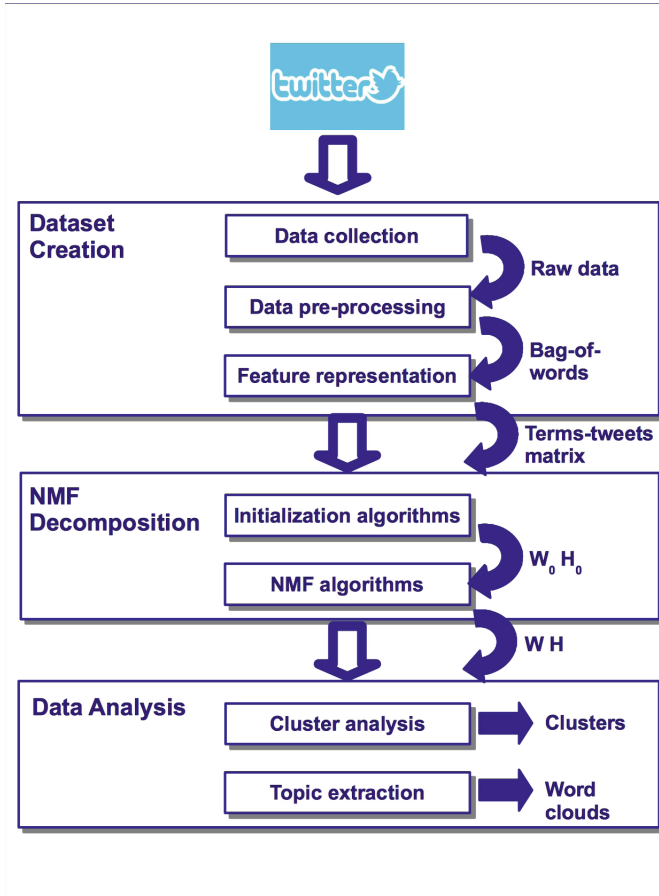 twitter
Dataset
Creation
Data collection
Raw data
Data pre-processing
Bag-of-
words
Feature representation
Terms-tweets
matrix
NMF
Decomposition
Initialization algorithms
W₀ H₀
NMF algorithms
W H
Data Analysis
Cluster analysis
Clusters
Topic extraction
Word
clouds